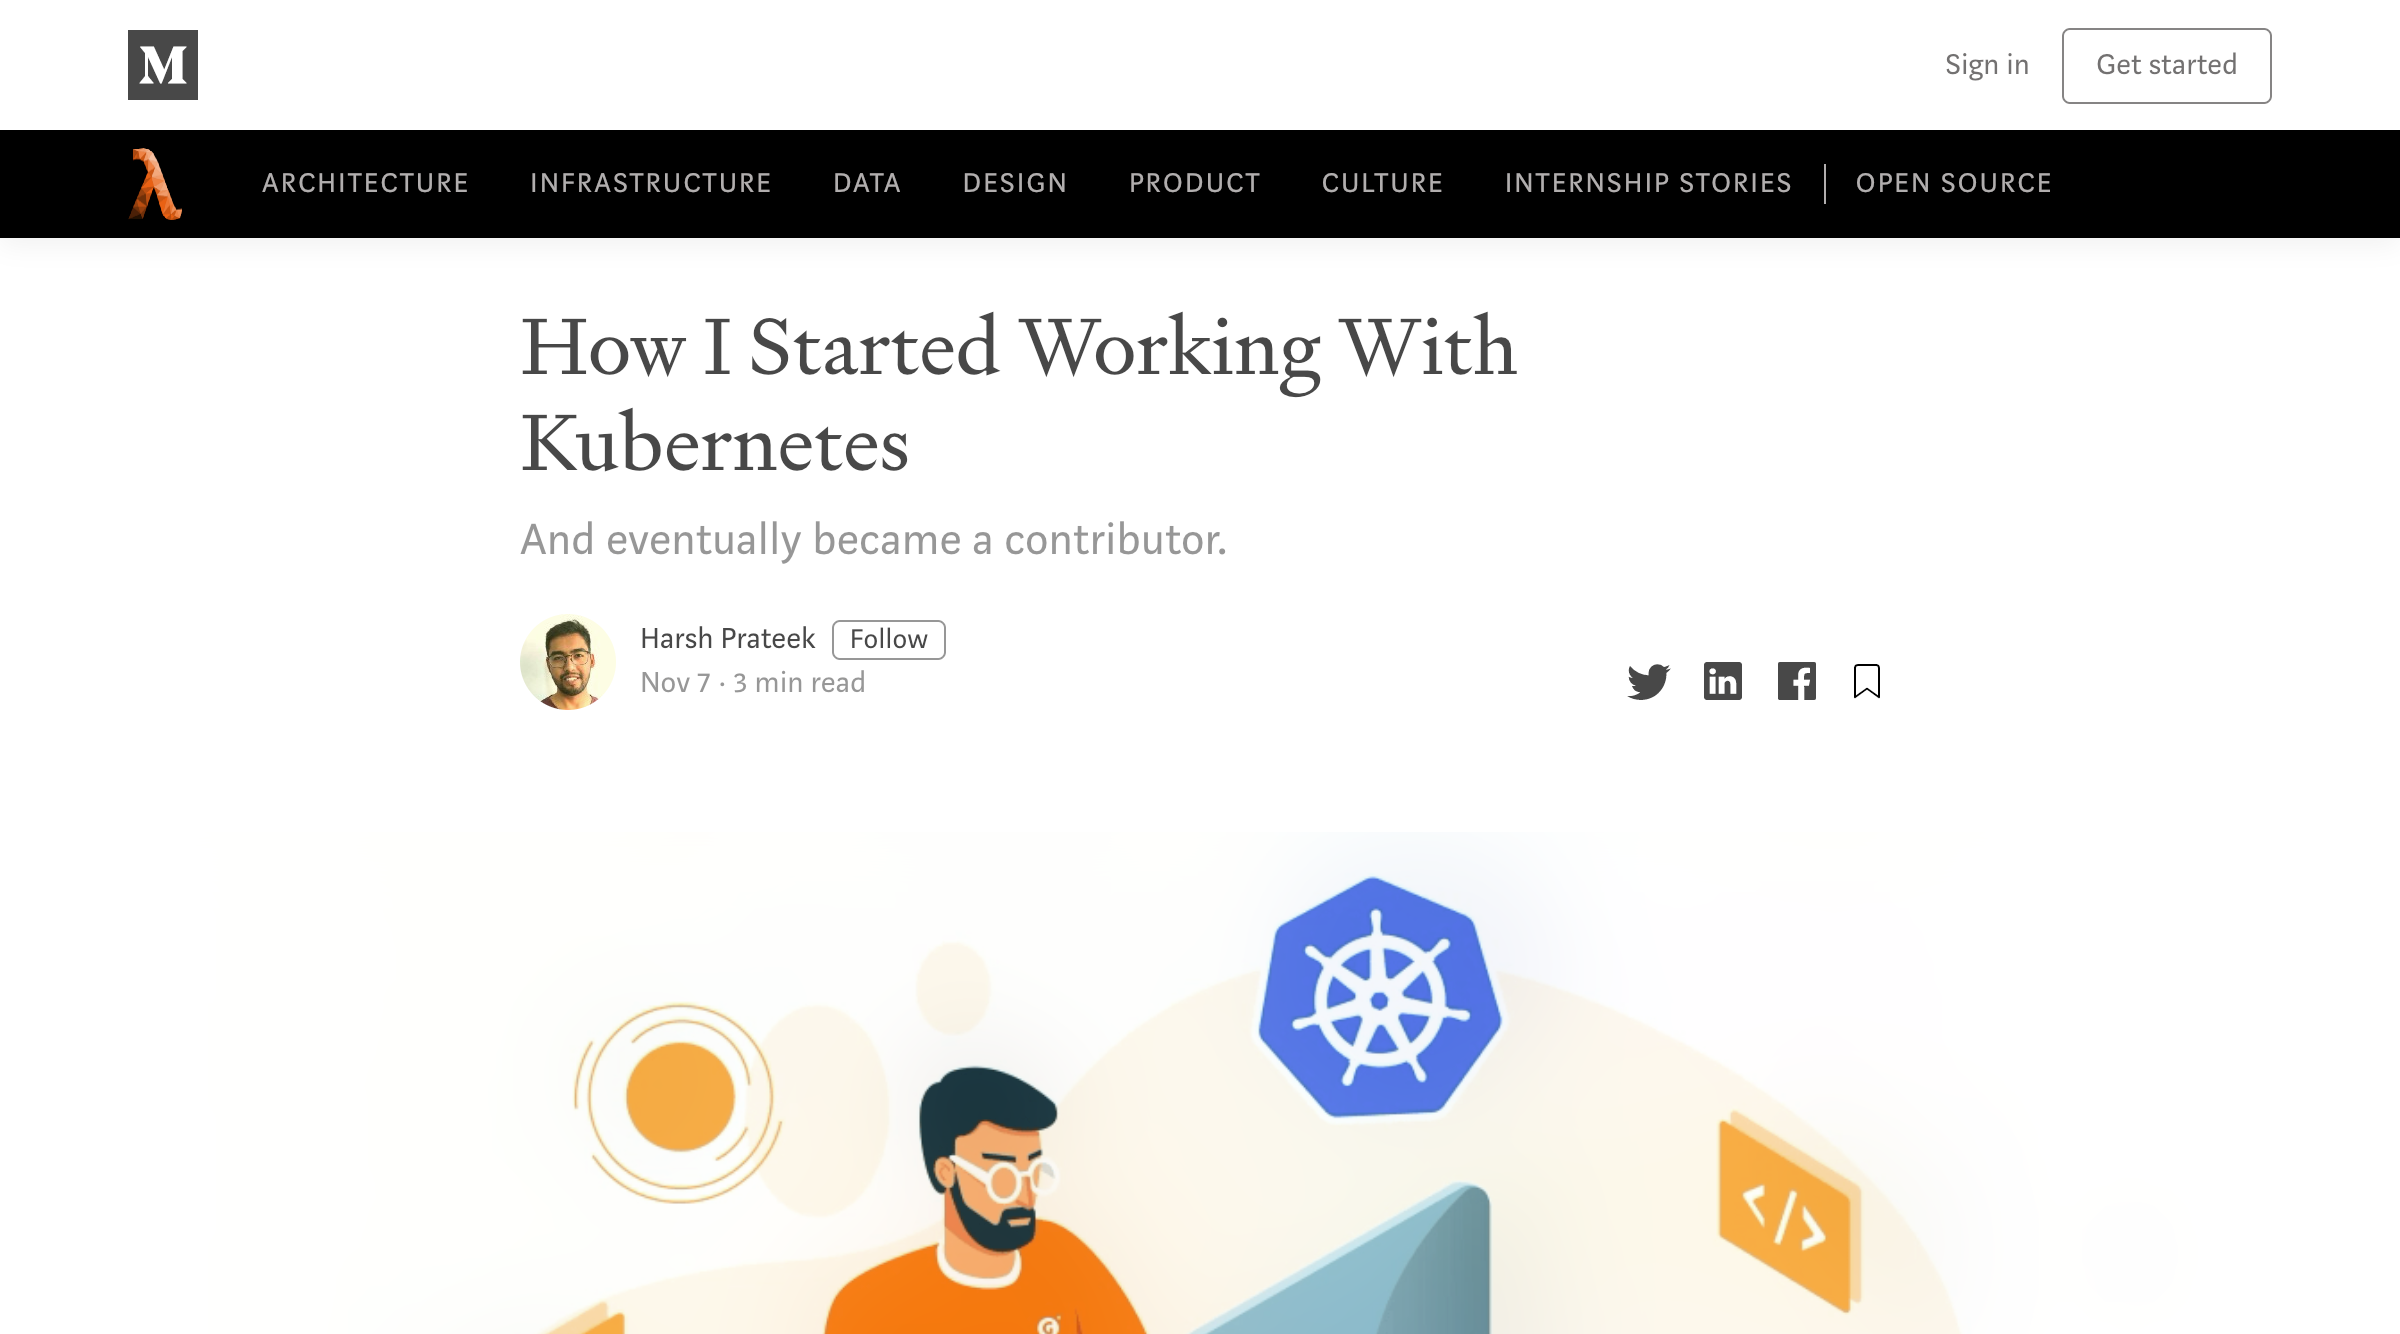 M
Sign in
Get started
λ
ARCHITECTURE
INFRASTRUCTURE
DATA
DESIGN
PRODUCT
CULTURE
INTERNSHIP STORIES
OPEN SOURCE
How I Started Working With
Kubernetes
And eventually became a contributor.
Harsh Prateek
Follow
Nov 7 · 3 min read
in
f
</>
G